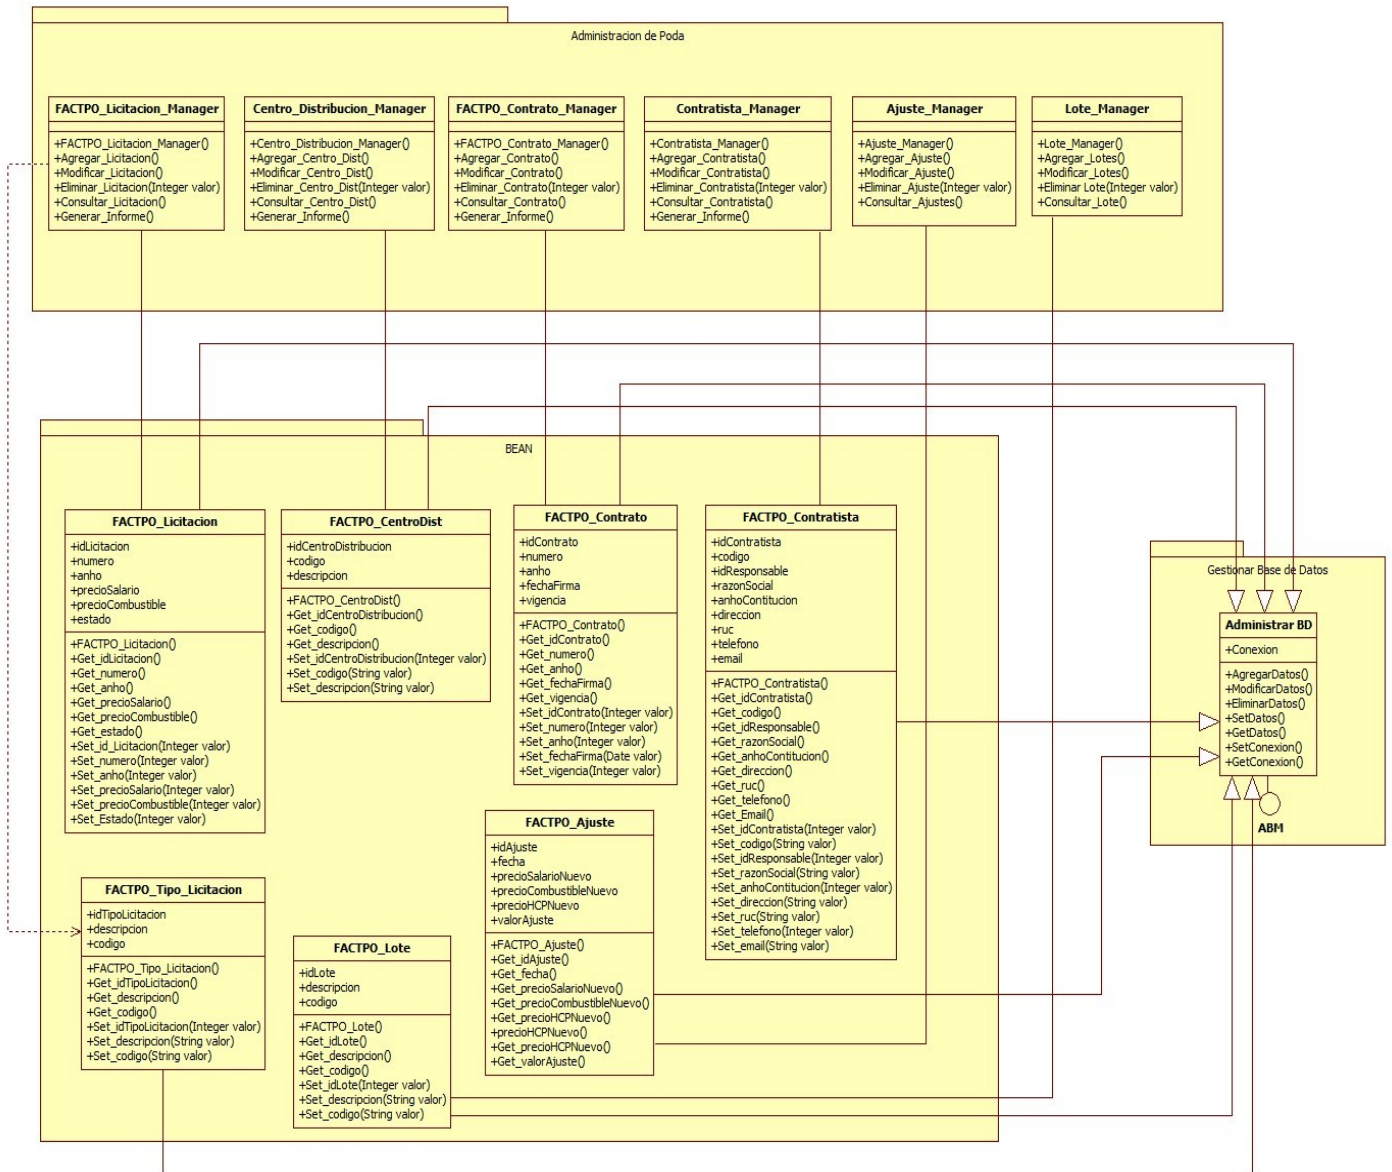 Administracion de Poda
FACTPO_Licitacion_Manager
+FACTPO_Licitacion_Manager()
+Agregar_Licitacion()
+Modificar_Licitacion()
+Eliminar_Licitacion(Integer valor)
+Consultar_Licitacion()
+Generar_Informe()
Centro_Distribucion_Manager
+Centro_Distribucion_Manager()
+Agregar_Centro_Dist()
+Modificar_Centro_Dist()
+Eliminar_Centro_Dist(Integer valor)
+Consultar_Centro_Dist()
+Generar_Informe()
FACTPO_Contrato_Manager
+FACTPO_Contrato_Manager()
+Agregar_Contrato()
+Modificar_Contrato()
+Eliminar_Contrato(Integer valor)
+Consultar_Contrato()
+Generar_Informe()
Contratista_Manager
+Contratista_Manager()
+Agregar_Contratista()
+Modificar_Contratista()
+Eliminar_Contratista(Integer valor)
+Consultar_Contratista()
+Generar_Informe()
Ajuste_Manager
+Ajuste_Manager()
+Agregar_Ajuste()
+Modificar_Ajuste()
+Eliminar_Ajuste(Integer valor)
+Consultar_Ajustes()
Lote_Manager
+Lote_Manager()
+Agregar_Lotes()
+Modificar_Lotes()
+Eliminar Lote(Integer valor)
+Consultar_Lote()
BEAN
FACTPO_Licitacion
+idLicitacion
+numero
+anho
+precioSalario
+precioCombustible
+estado
+FACTPO_Licitacion()
+Get_idLicitacion()
+Get_numero()
+Get_anho()
+Get_precioSalario()
+Get_precioCombustible()
+Get_estado()
+Set_id_Licitacion(Integer valor)
+Set_numero(Integer valor)
+Set_anho(Integer valor)
+Set_precioSalario(Integer valor)
+Set_precioCombustible(Integer valor)
+Set_Estado(Integer valor)
FACTPO_CentroDist
+idCentroDistribucion
+codigo
+descripcion
+FACTPO_CentroDist()
+Get_idCentroDistribucion()
+Get_codigo()
+Get_descripcion()
+Set_idCentroDistribucion(Integer valor)
+Set_codigo(String valor)
+Set_descripcion(String valor)
FACTPO_Contrato
+idContrato
+numero
+anho
+fechaFirma
+vigencia
+FACTPO_Contrato()
+Get_idContrato()
+Get_numero()
+Get_anho()
+Get_fechaFirma()
+Get_vigencia()
+Set_idContrato(Integer valor)
+Set_numero(Integer valor)
+Set_anho(Integer valor)
+Set_fechaFirma(Date valor)
+Set_vigencia(Integer valor)
FACTPO_Contratista
+idContratista
+codigo
+idResponsable
+razonSocial
+anhoContitucion
+direccion
+ruc
+telefono
+email
+FACTPO_Contratista()
+Get_idContratista()
+Get_codigo()
+Get_idResponsable()
+Get_razonSocial()
+Get_anhoContitucion()
+Get_direccion()
+Get_ruc()
+Get_telefono()
+Get_Email()
+Set_idContratista(Integer valor)
+Set_codigo(String valor)
+Set_idResponsable(Integer valor)
+Set_razonSocial(String valor)
+Set_anhoContitucion(Integer valor)
+Set_direccion(String valor)
+Set_ruc(String valor)
+Set_telefono(Integer valor)
+Set_email(String valor)
Gestionar Base de Datos
Administrar BD
+Conexion
+AgregarDatos()
+ModificarDatos()
+EliminarDatos()
+SetDatos()
+GetDatos()
+SetConexion()
+GetConexion()
ABM
FACTPO_Tipo_Licitacion
+idTipoLicitacion
+descripcion
+codigo
+FACTPO_Tipo_Licitacion()
+Get_idTipoLicitacion()
+Get_descripcion()
+Get_codigo()
+Set_idTipoLicitacion(Integer valor)
+Set_descripcion(String valor)
+Set_codigo(String valor)
FACTPO_Lote
+idLote
+descripcion
+codigo
+FACTPO_Lote()
+Get_idLote()
+Get_descripcion()
+Get_codigo()
+Set_idLote(Integer valor)
+Set_descripcion(String valor)
+Set_codigo(String valor)
FACTPO_Ajuste
+idAjuste
+fecha
+precioSalarioNuevo
+precioCombustibleNuevo
+precioHCPNuevo
+valorAjuste
+FACTPO_Ajuste()
+Get_idAjuste()
+Get_fecha()
+Get_precioSalarioNuevo()
+Get_precioCombustibleNuevo()
+Get_precioHCPNuevo()
+precioHCPNuevo()
+Get_precioHCPNuevo()
+Get_valorAjuste()